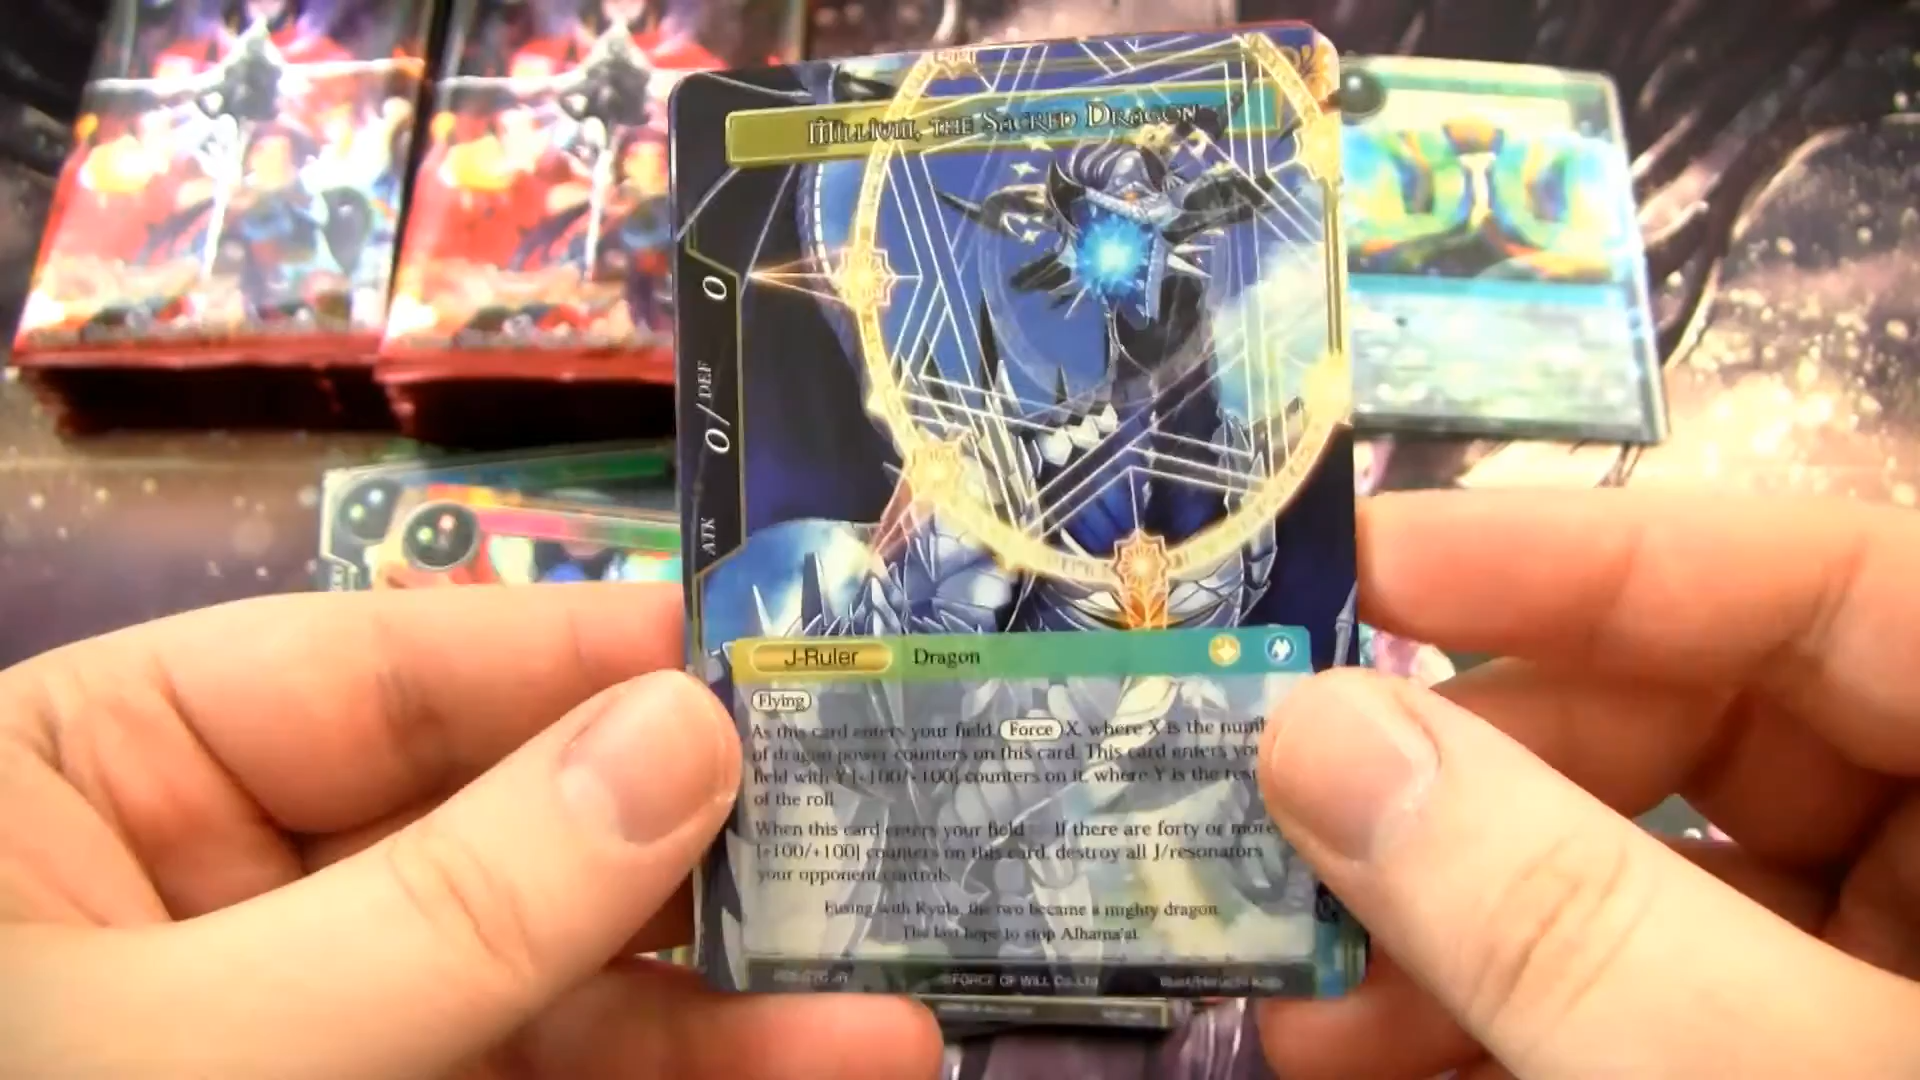 Millium, the Sacred Dragon
ATK 0 / DEF 0
J-Ruler Dragon
Flying
As this card enters your field, Force X, where X is the num
of dragon power counters on this card. This card enters yo
field with Y [+100/+100] counters on it, where Y is the rest
of the roll.
When this card enters your field — If there are forty or more
[+100/+100] counters on this card, destroy all J/resonators
your opponent controls.
Fusing with Kyula, the two became a mighty dragon.
The last hope to stop Alhama'at.
©FORCE OF WILL Co.,Ltd.